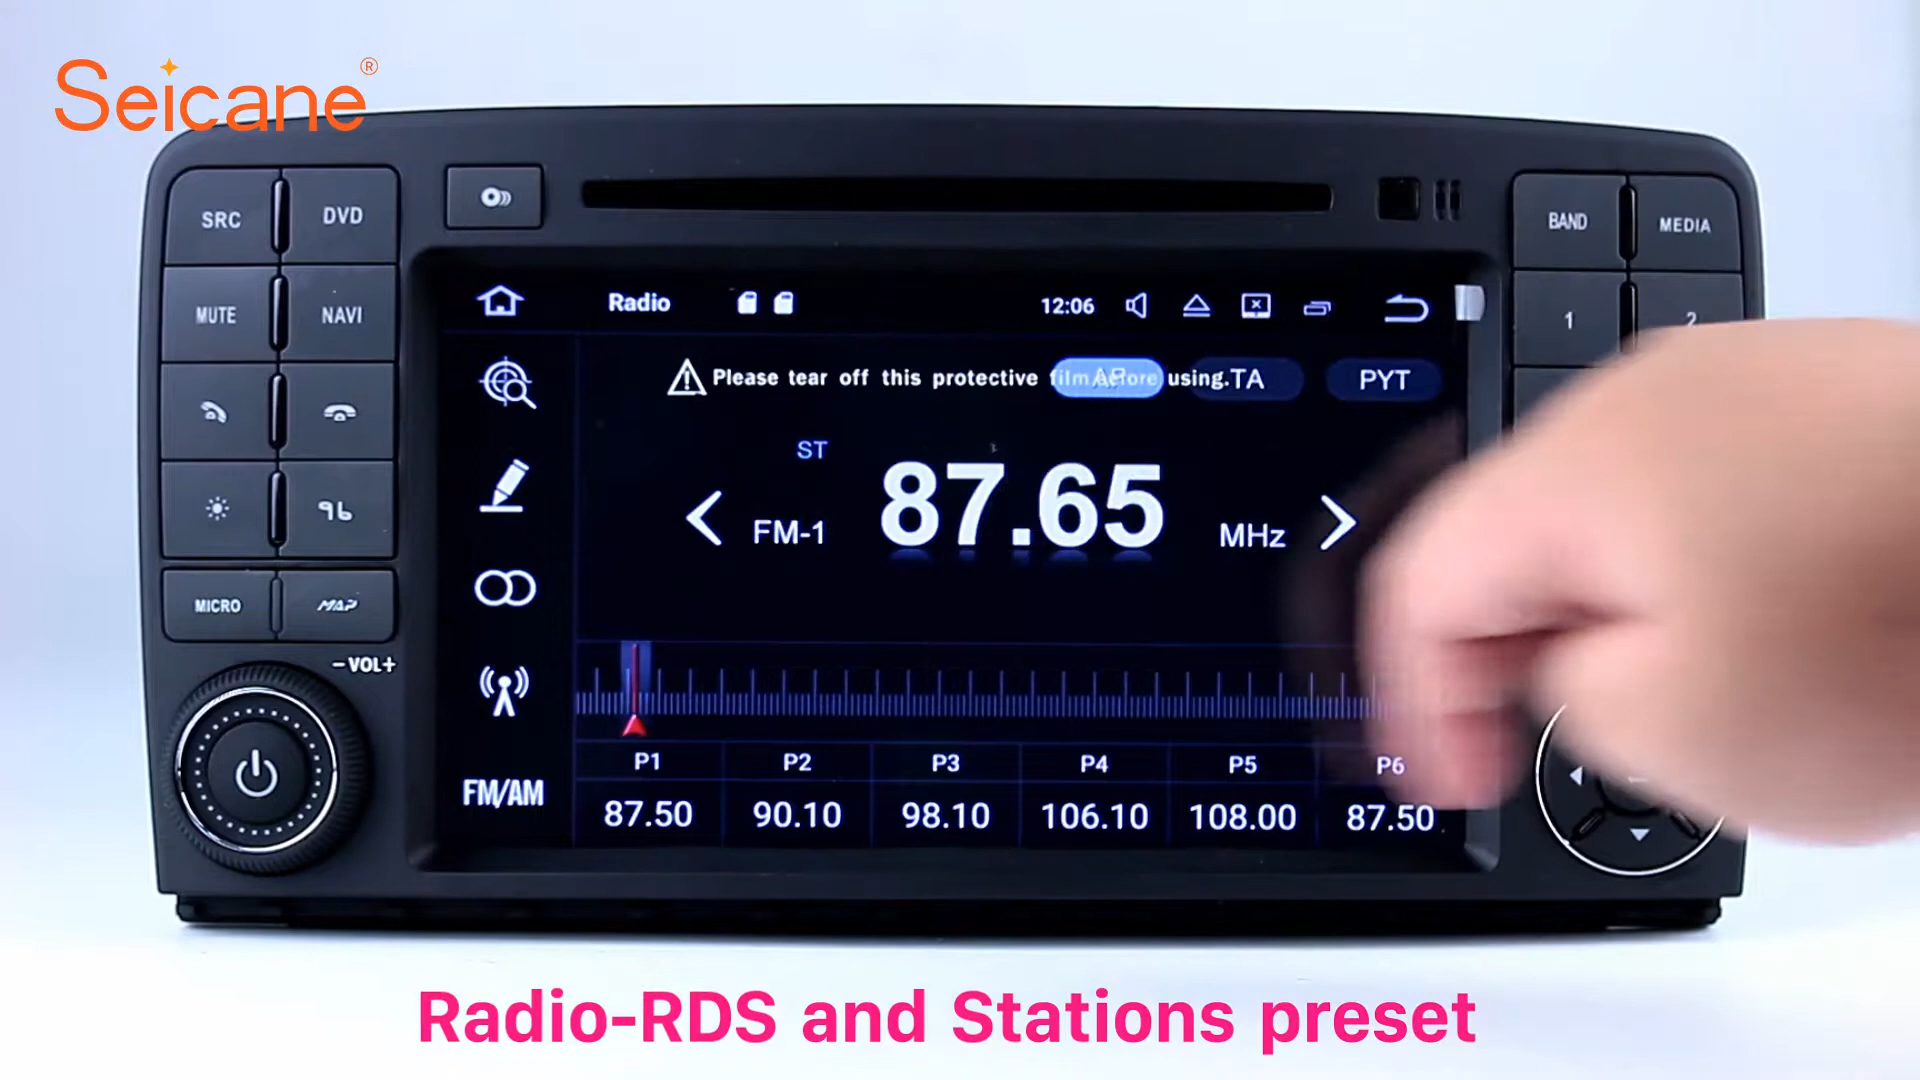 Seicane®
SRC
DVD
BAND
MEDIA
MUTE
NAVI
1
2
Radio
12:06
Please tear off this protective film before using.
TA
PYT
ST
FM-1
87.65
MHz
MICRO
MAP
-VOL+
P1
P2
P3
P4
P5
P6
FM/AM
87.50
90.10
98.10
106.10
108.00
87.50
Radio-RDS and Stations preset